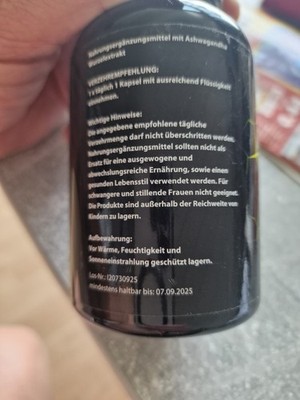 Nahrungsergänzungsmittel mit Ashwagandha
Wurzelextrakt
VERZEHREMPFEHLUNG:
1 x täglich 1 Kapsel mit ausreichend Flüssigkeit
einnehmen.
Wichtige Hinweise:
Die angegebene empfohlene tägliche
Verzehrmenge darf nicht überschritten werden.
Nahrungsergänzungsmittel sollten nicht als
Ersatz für eine ausgewogene und
abwechslungsreiche Ernährung, sowie einen
gesunden Lebensstil verwendet werden. Für
schwangere und stillende Frauen nicht geeignet.
Die Produkte sind außerhalb der Reichweite von
Kindern zu lagern.
Aufbewahrung:
Vor Wärme, Feuchtigkeit und
Sonneneinstrahlung geschützt lagern.
Los-Nr.: l20730925
mindestens haltbar bis: 07.09.2025